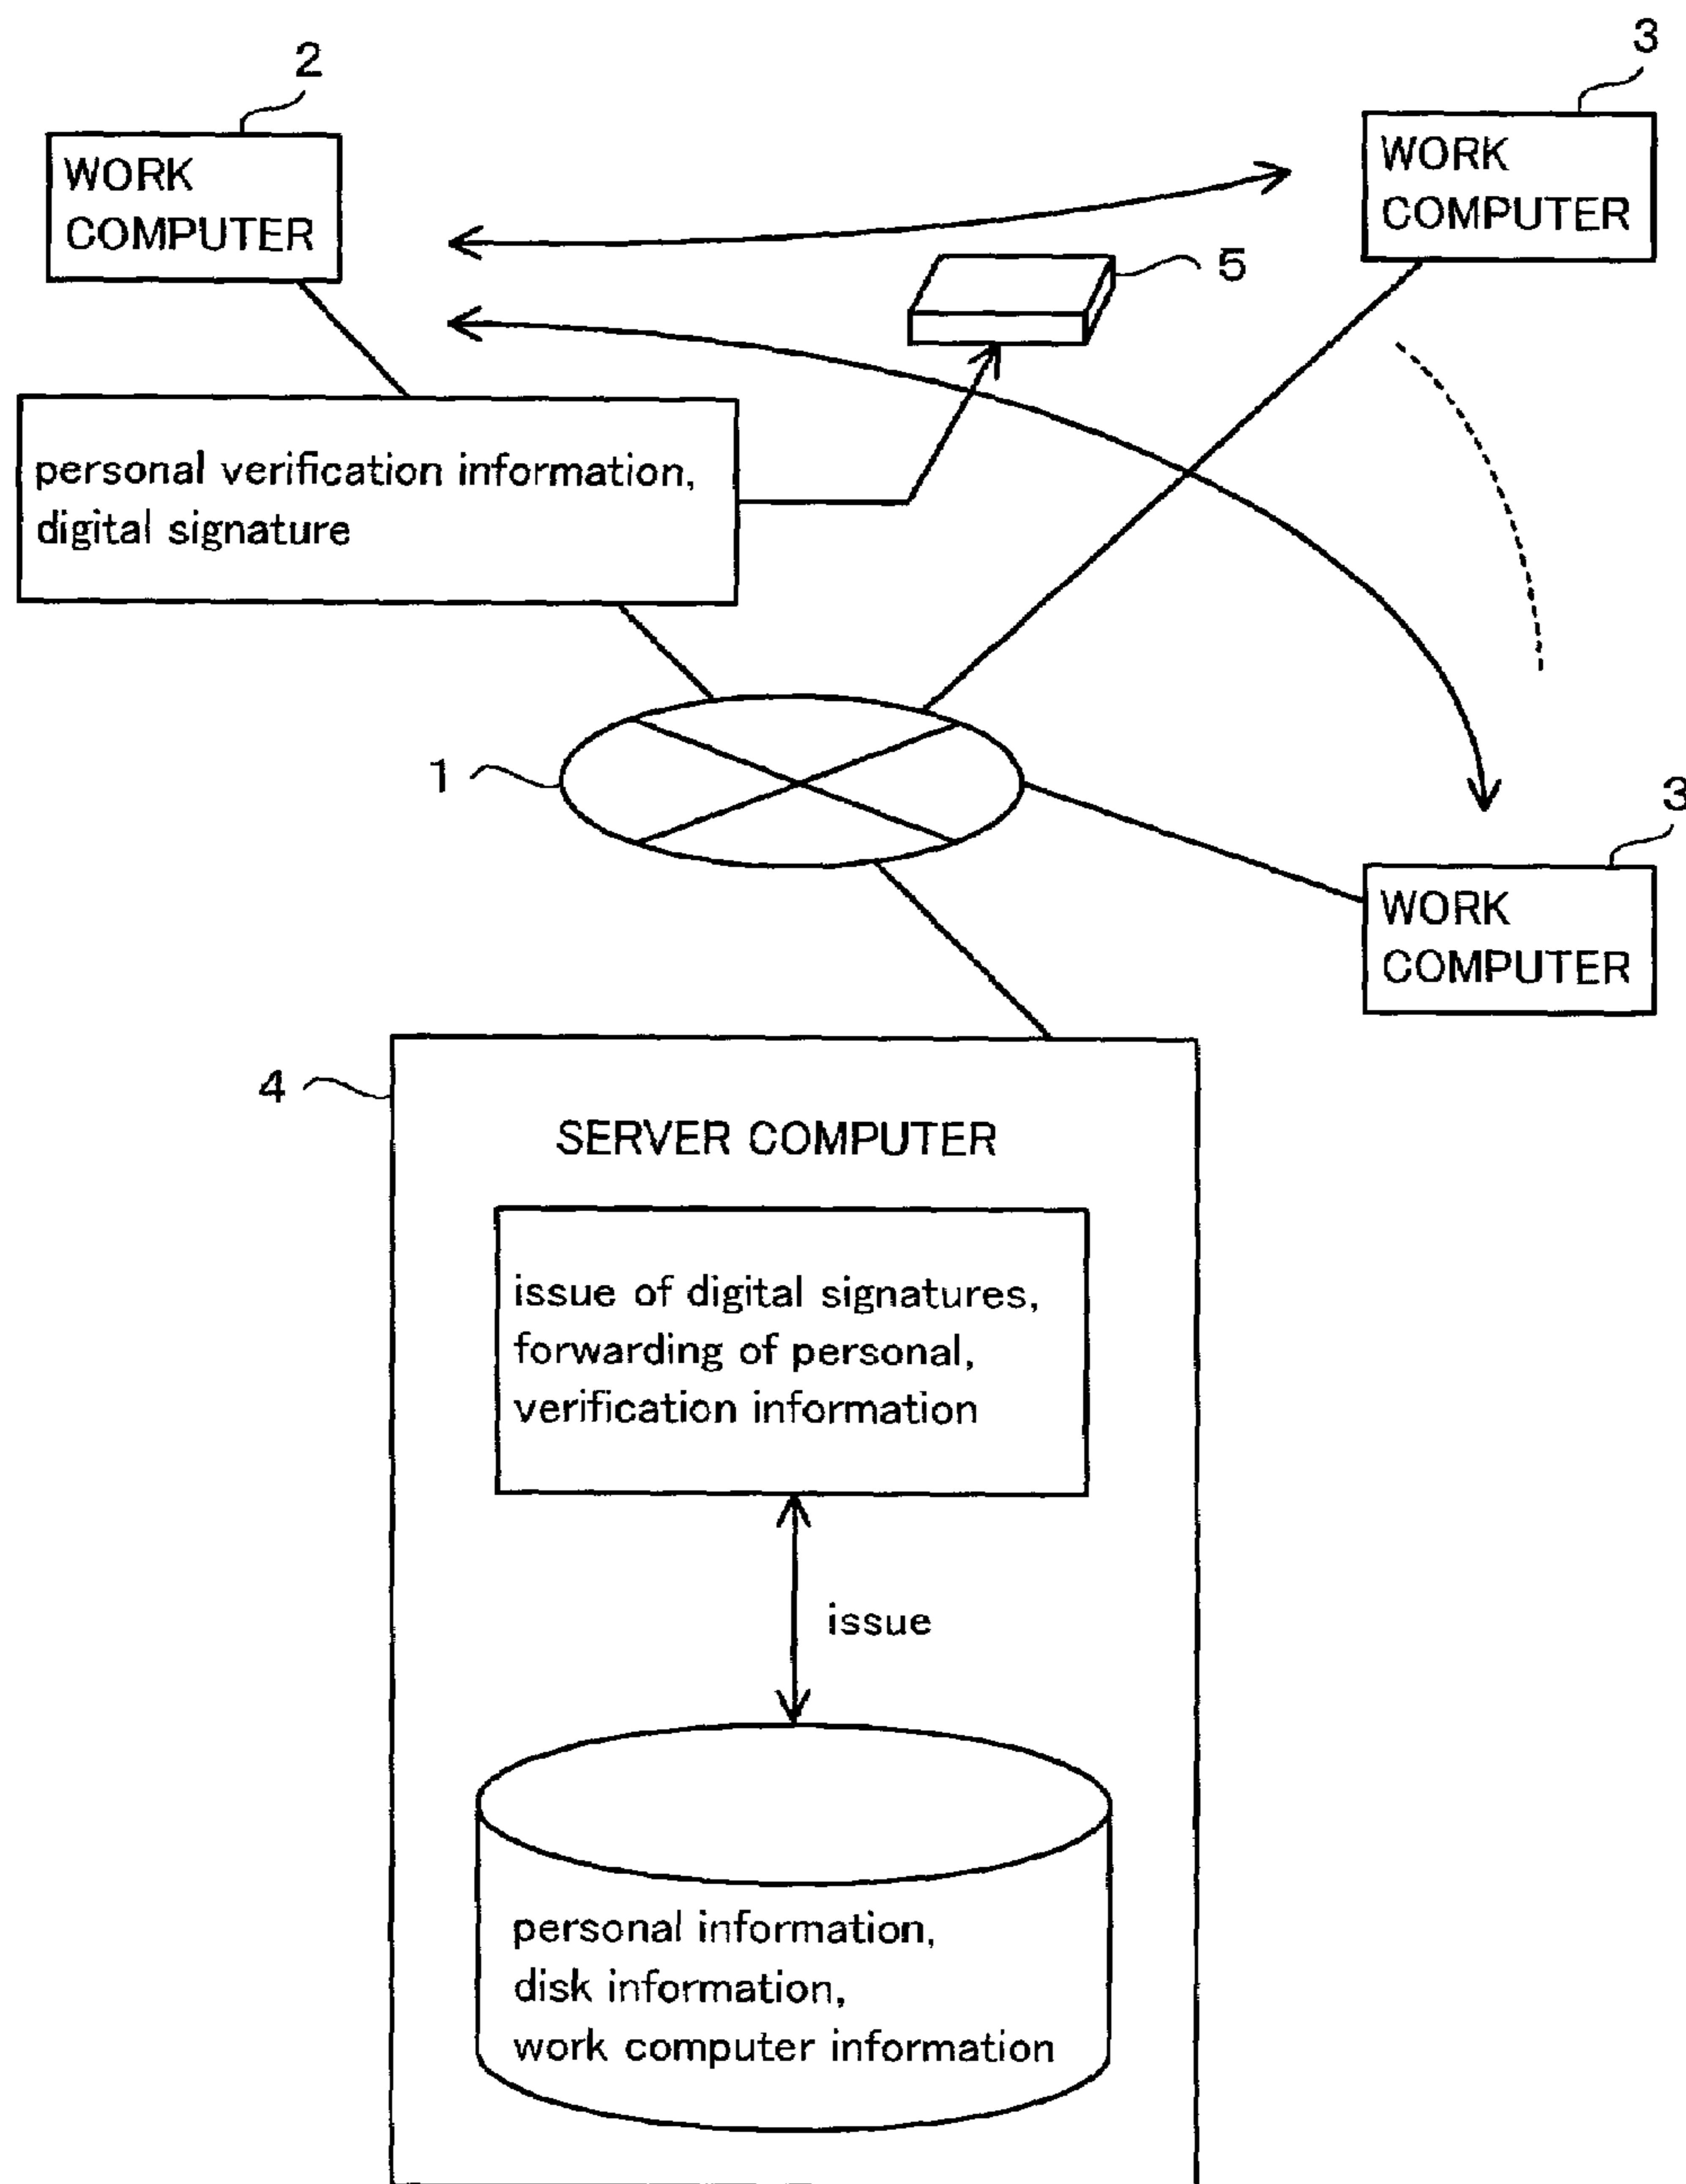 2
3
WORK
COMPUTER
WORK
COMPUTER
5
personal verification information,
digital signature
1
3
WORK
COMPUTER
4
SERVER COMPUTER
issue of digital signatures,
forwarding of personal,
verification information
issue
personal information,
disk information,
work computer information